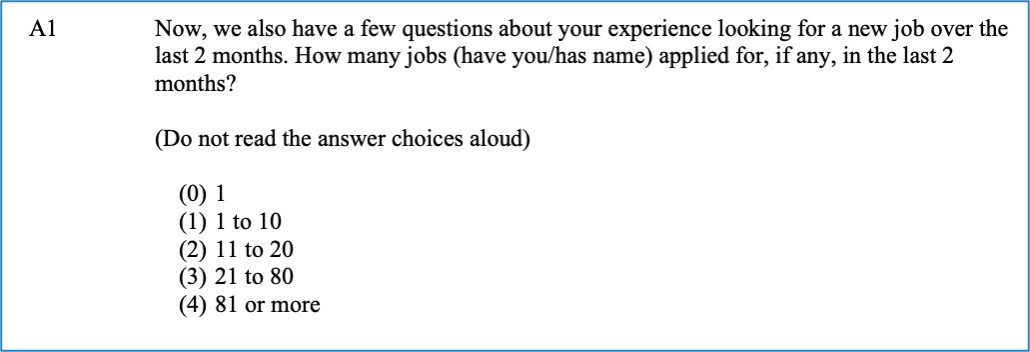 A1 Now, we also have a few questions about your experience looking for a new job over the
last 2 months. How many jobs (have you/has name) applied for, if any, in the last 2
months?
(Do not read the answer choices aloud)
(0) 1
(1) 1 to 10
(2) 11 to 20
(3) 21 to 80
(4) 81 or more